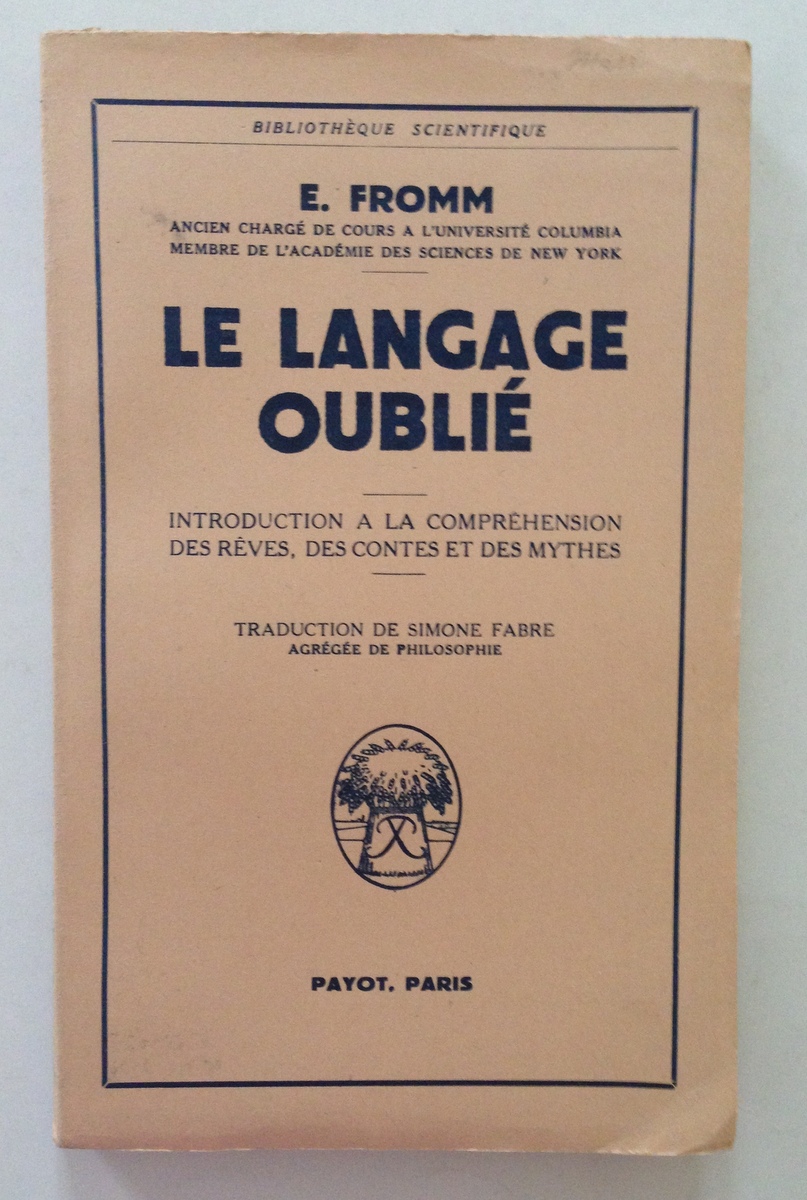 BIBLIOTHÈQUE SCIENTIFIQUE
E. FROMM
ANCIEN CHARGÉ DE COURS A L'UNIVERSITÉ COLUMBIA
MEMBRE DE L'ACADÉMIE DES SCIENCES DE NEW YORK
LE LANGAGE
OUBLIÉ
INTRODUCTION A LA COMPRÉHENSION
DES RÊVES, DES CONTES ET DES MYTHES
TRADUCTION DE SIMONE FABRE
AGRÉGÉE DE PHILOSOPHIE
PAYOT, PARIS